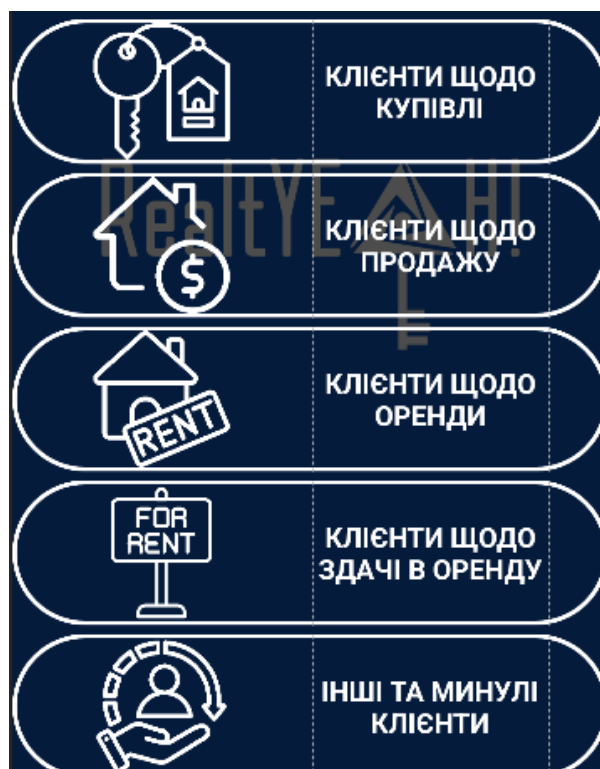 КЛІЄНТИ ЩОДО
КУПІВЛІ
RealtYEAH!
КЛІЄНТИ ЩОДО
ПРОДАЖУ
RENT
КЛІЄНТИ ЩОДО
ОРЕНДИ
FOR
RENT
КЛІЄНТИ ЩОДО
ЗДАЧІ В ОРЕНДУ
ІНШІ ТА МИНУЛІ
КЛІЄНТИ